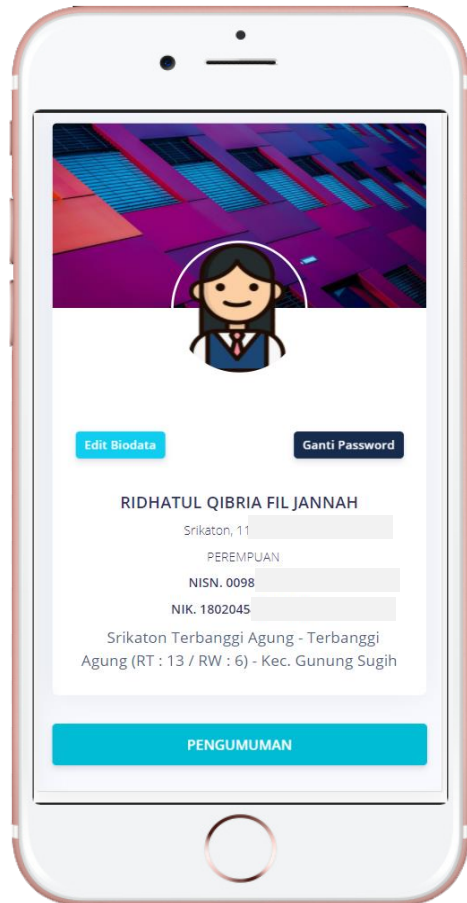 Edit Biodata
Ganti Password
RIDHATUL QIBRIA FIL JANNAH
Srikaton, 11
PEREMPUAN
NISN. 0098
NIK. 1802045
Srikaton Terbanggi Agung - Terbanggi
Agung (RT : 13 / RW : 6) - Kec. Gunung Sugih
PENGUMUMAN